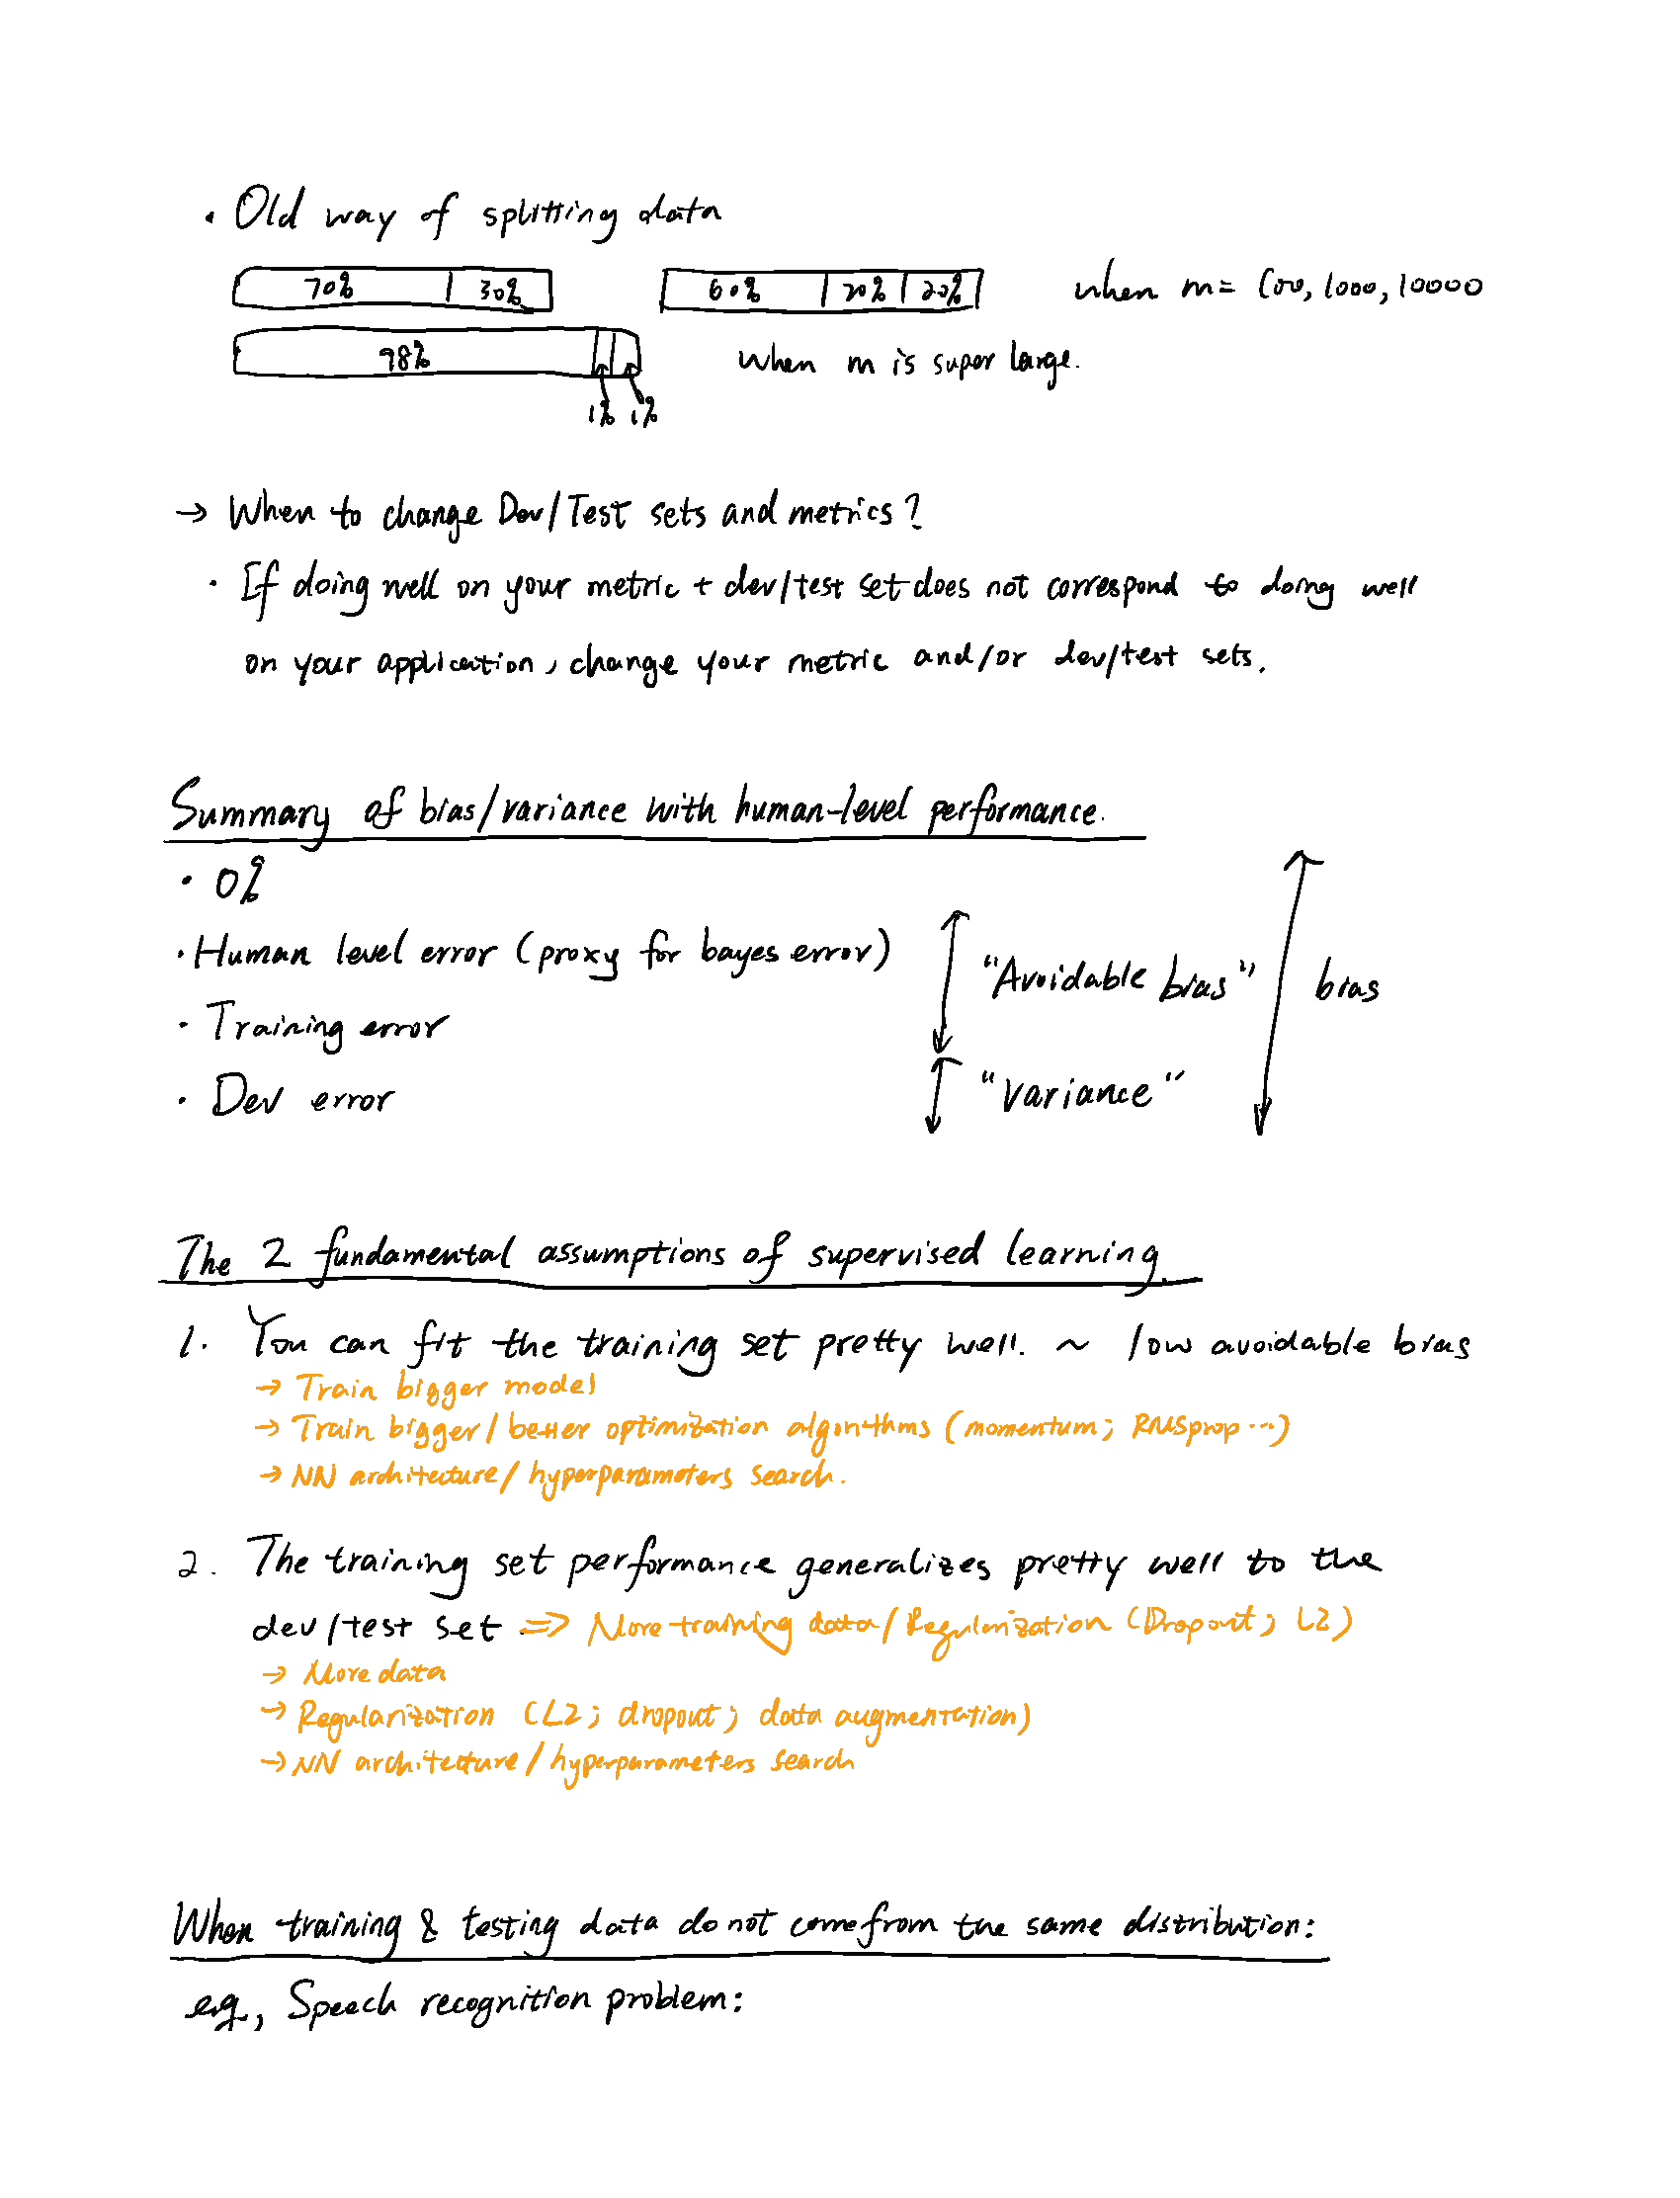 · Old way of splitting data
70% 30% 60% 20% 20% when m = 100, 1000, 10000
98% when m is super large.
1% 1%
→ When to change Dev/Test sets and metrics?
· If doing well on your metric + dev/test set does not correspond to doing well
on your application, change your metric and/or dev/test sets.
Summary of bias/variance with human-level performance.
· 0%
· Human level error (proxy for bayes error)
"Avoidable bias" bias
· Training error
· Dev error "variance"
The 2 fundamental assumptions of supervised learning.
1. You can fit the training set pretty well. ~ low avoidable bias
→ Train bigger model
→ Train bigger/better optimization algorithms (momentum; RMSprop...)
→ NN architecture/hyperparameters search.
2. The training set performance generalizes pretty well to the
dev/test set => More training data/Regularization (Dropout; L2)
→ More data
→ Regularization (L2; dropout; data augmentation)
→ NN architecture/hyperparameters search
When training & testing data do not come from the same distribution:
e.g., Speech recognition problem: